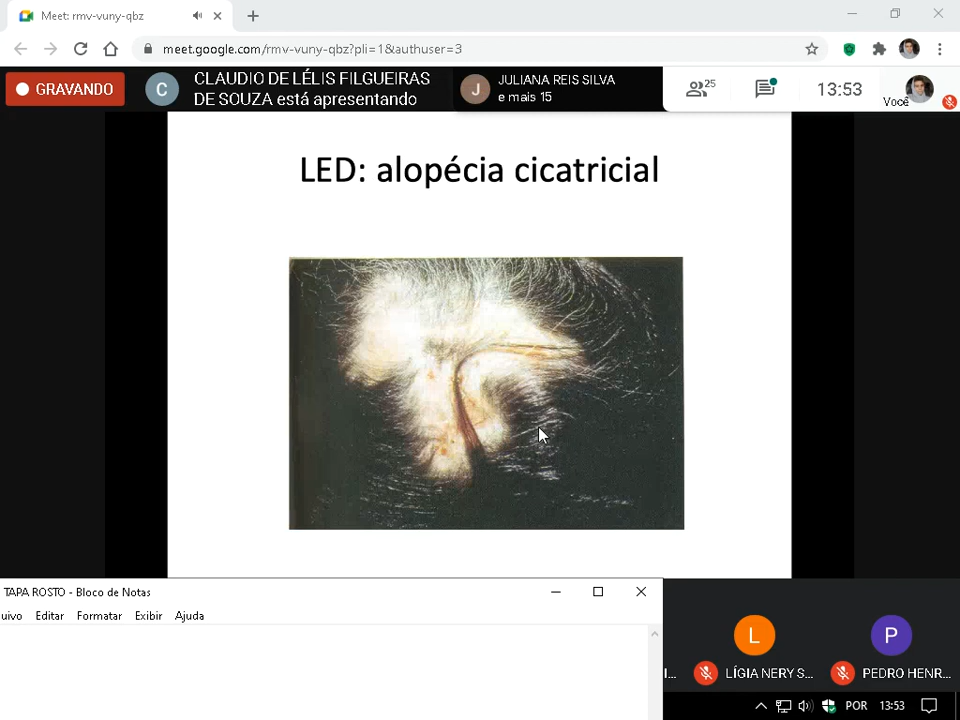 Meet: rmv-vuny-qbz
meet.google.com/rmv-vuny-qbz?pli=1&authuser=3
GRAVANDO
C
CLAUDIO DE LÉLIS FILGUEIRAS
DE SOUZA está apresentando
J
JULIANA REIS SILVA
e mais 15
25
13:53
Você
LED: alopécia cicatricial
TAPA ROSTO - Bloco de Notas
uivo Editar Formatar Exibir Ajuda
L
P
I...
LÍGIA NERY S...
PEDRO HENR...
POR
13:53